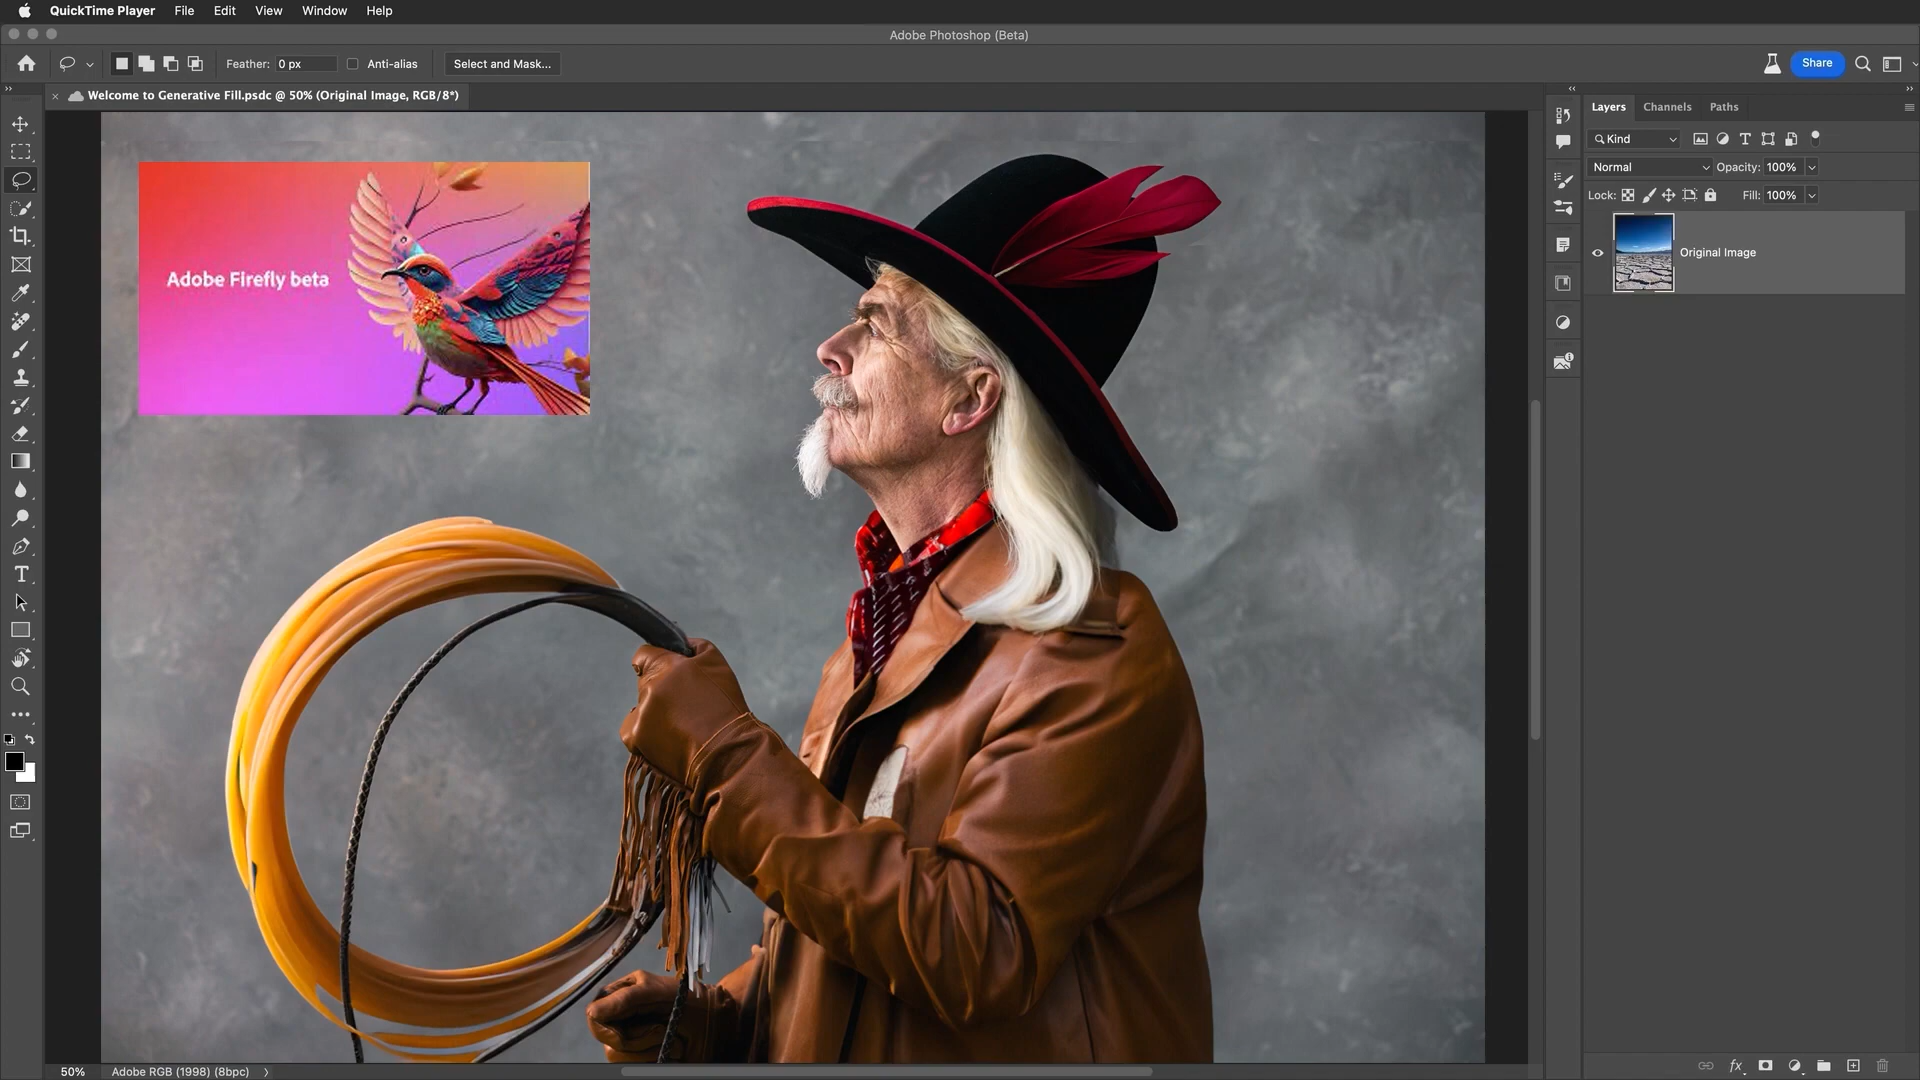 QuickTime Player File Edit View Window Help
Adobe Photoshop (Beta)
Feather: 0 px Anti-alias Select and Mask... Share
Welcome to Generative Fill.psdc @ 50% (Original Image, RGB/8*)
Layers Channels Paths
Kind
Normal Opacity: 100%
Lock: Fill: 100%
Original Image
Adobe Firefly beta
50% Adobe RGB (1998) (8bpc)
fx